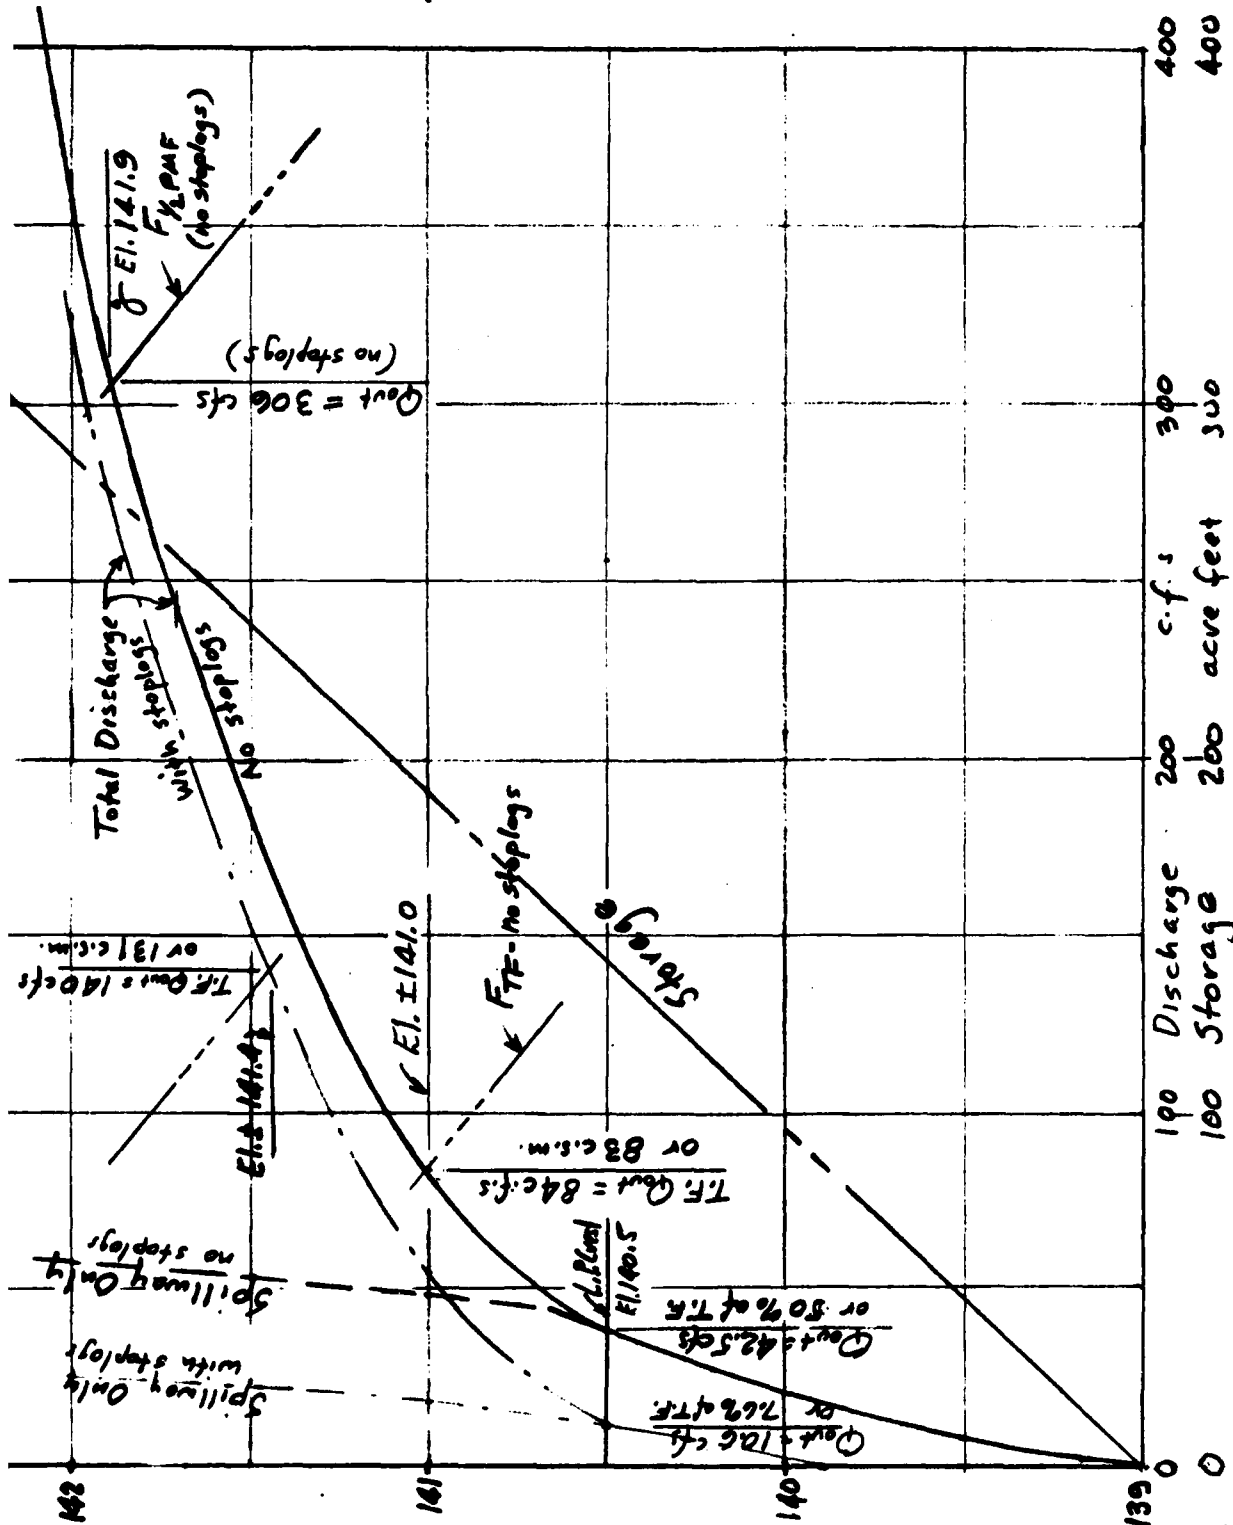 El. 141.9
F½PMF
(no stoplogs)
Qout = 306 cfs
(no stoplogs)
Total Disscharge
with stoplogs
No stoplogs
T.F. Qout = 140 cfs
or 131 c.s.m.
El. ± 141.4
El. ± 141.0
FTF - no stoplogs
Storage
T.F. Qout = 84 c.f.s
or 83 c.s.m.
Spillway Only
no stoplogs
Spillway Only
with stoplogs
El. 140.5
Qout = 42.5 cfs
or 50% of T.F.
Qout = 10.6 cfs
or 7.6% of T.F.
142
141
140
139
0 100 Discharge 200 c.f.s 300 400
0 100 Storage 200 acre feet 300 400